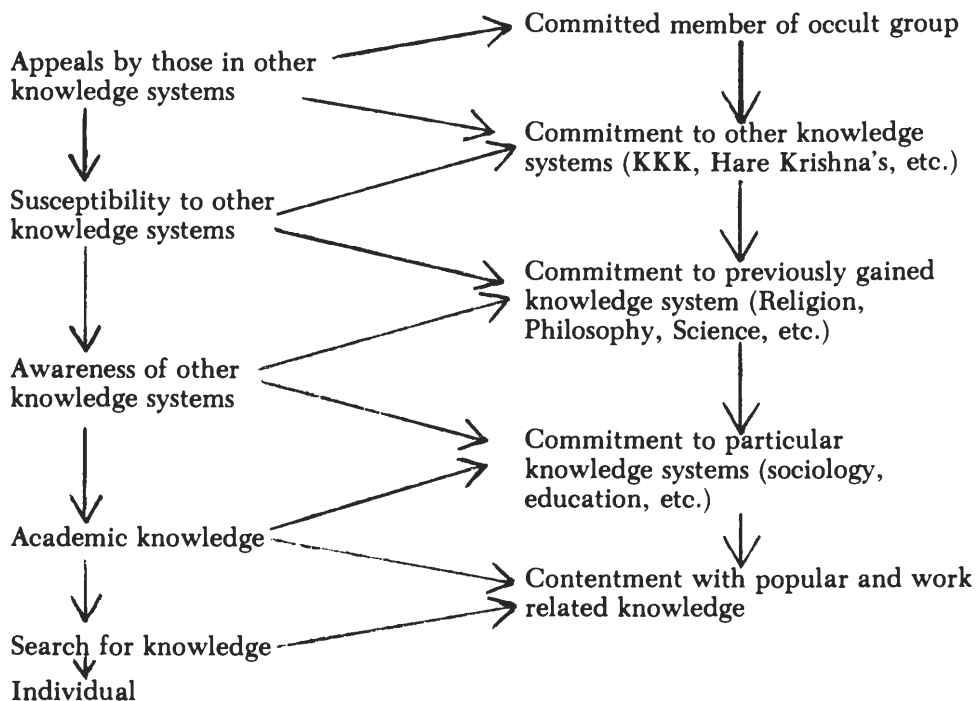 Appeals by those in other
knowledge systems
Susceptibility to other
knowledge systems
Awareness of other
knowledge systems
Academic knowledge
Search for knowledge
Individual
Committed member of occult group
Commitment to other knowledge
systems (KKK, Hare Krishna's, etc.)
Commitment to previously gained
knowledge system (Religion,
Philosophy, Science, etc.)
Commitment to particular
knowledge systems (sociology,
education, etc.)
Contentment with popular and work
related knowledge